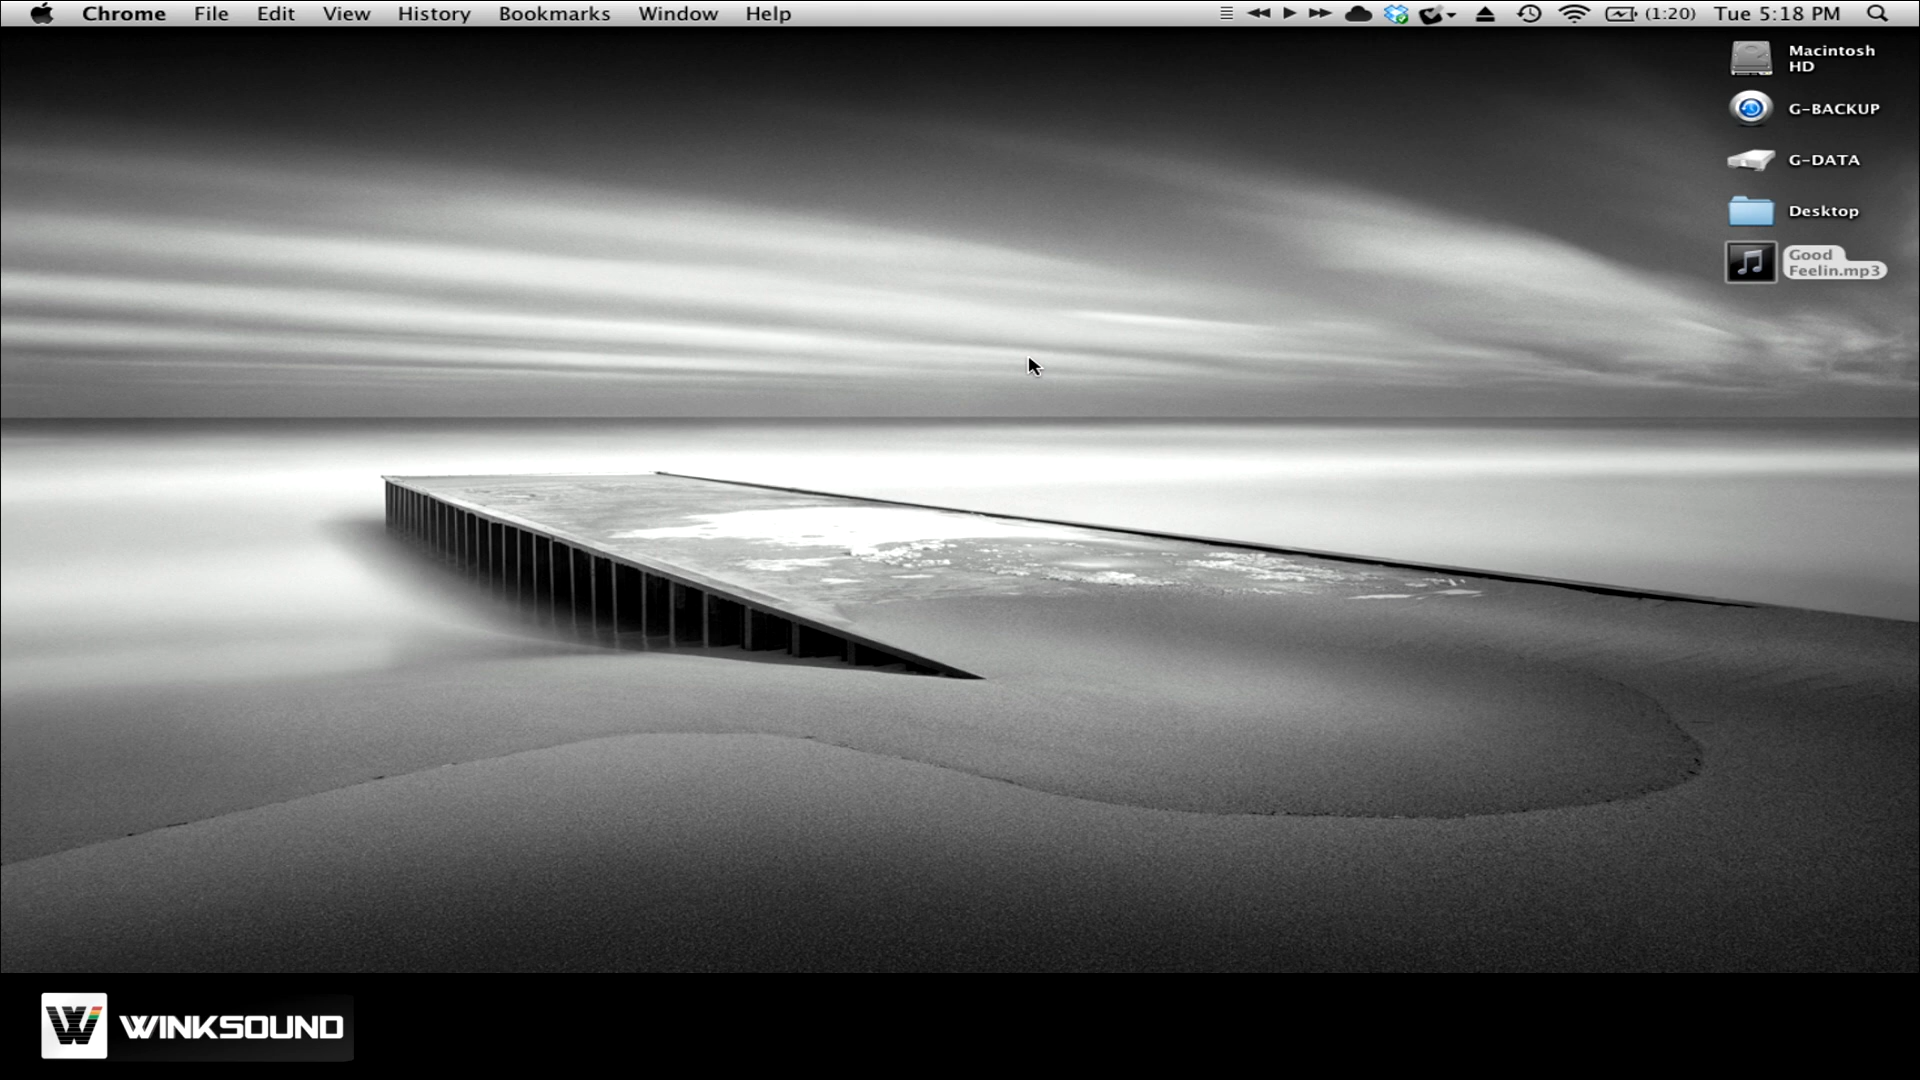 Chrome File Edit View History Bookmarks Window Help (1:20) Tue 5:18 PM
Macintosh
HD
G-BACKUP
G-DATA
Desktop
Good
Feelin.mp3
W WINKSOUND